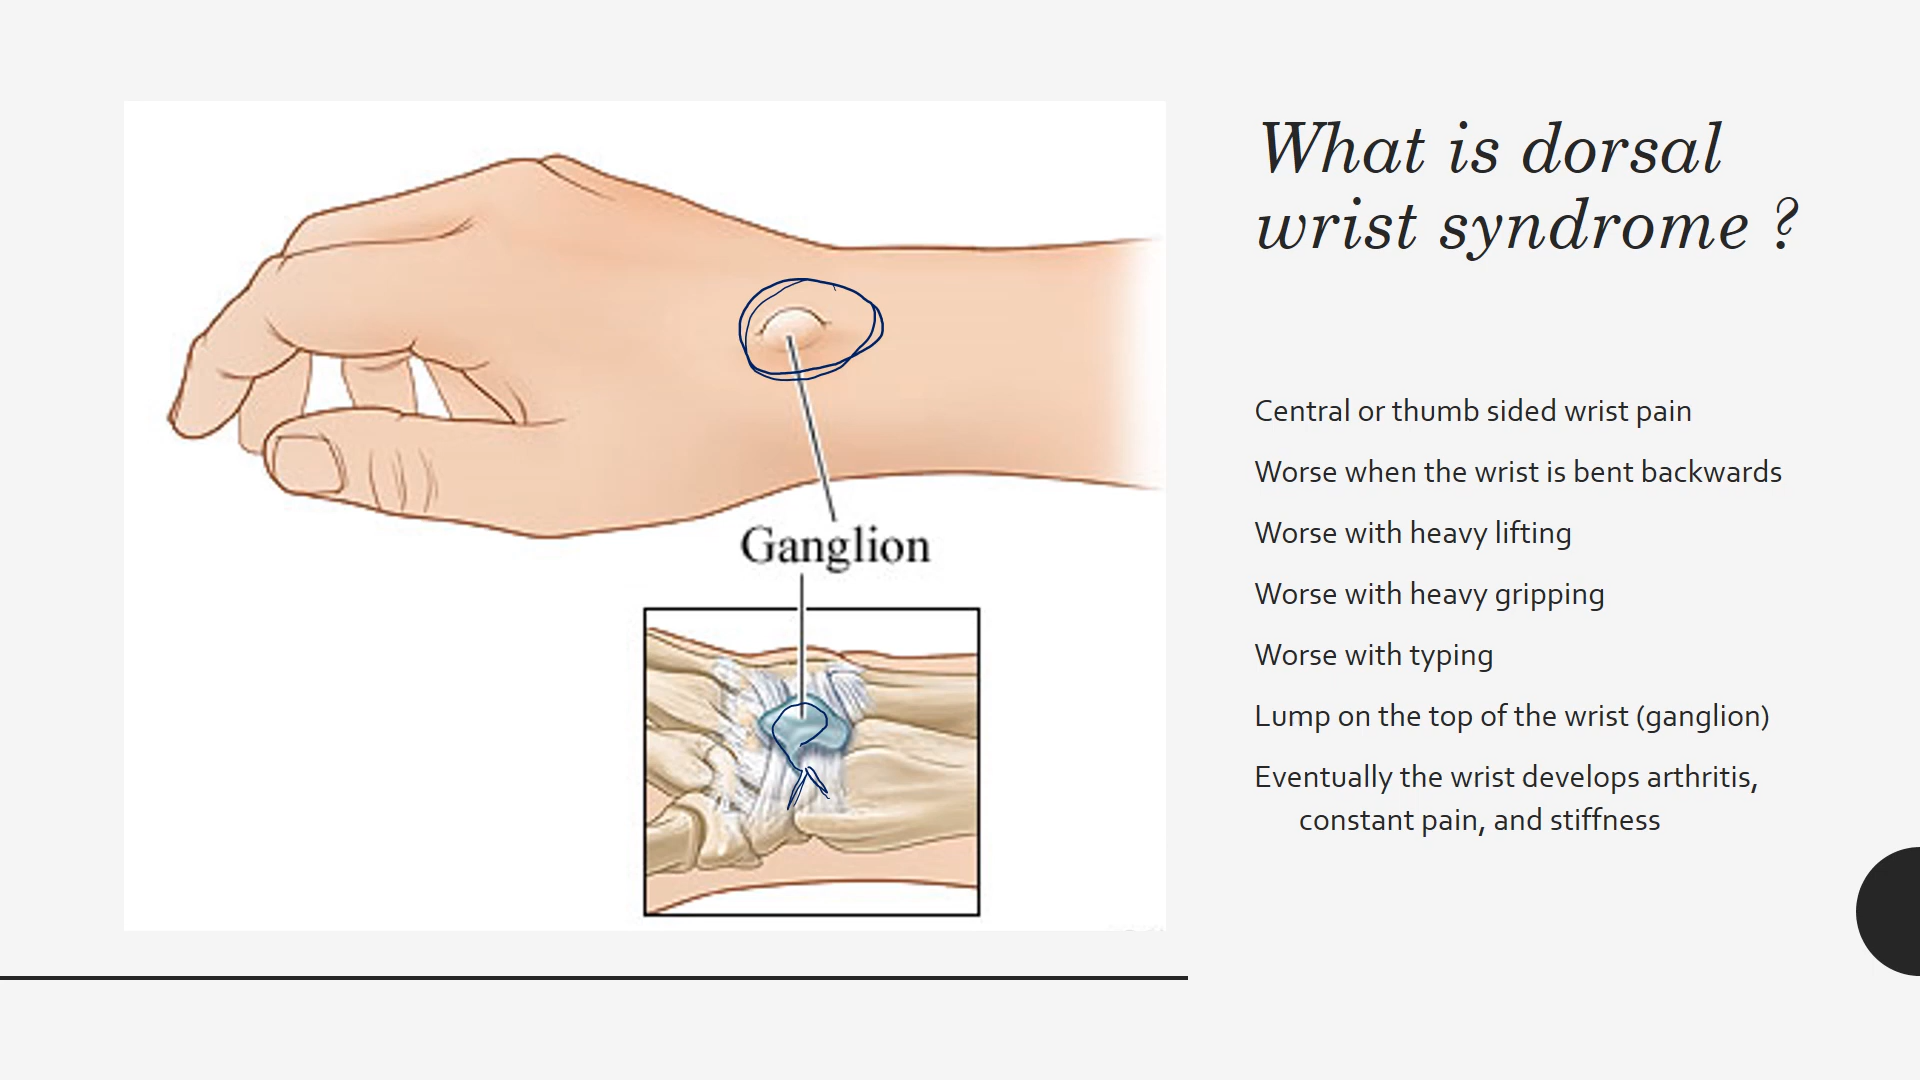 What is dorsal
wrist syndrome ?
Central or thumb sided wrist pain
Worse when the wrist is bent backwards
Worse with heavy lifting
Worse with heavy gripping
Worse with typing
Lump on the top of the wrist (ganglion)
Eventually the wrist develops arthritis,
constant pain, and stiffness
Ganglion